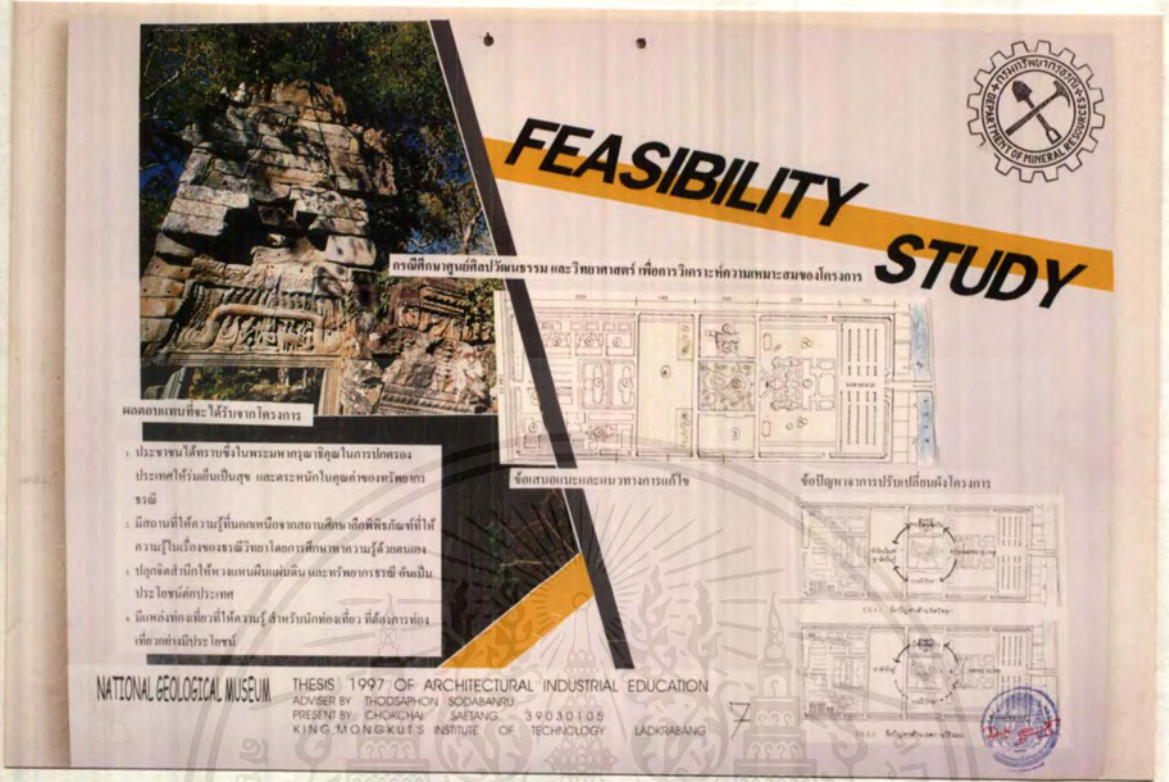 FEASIBILITY
STUDY
กรมทรัพยากรธรณี
DEPARTMENT OF MINERAL RESOURCES
กรณีศึกษาศูนย์ศิลปวัฒนธรรม และวิทยาศาสตร์ เพื่อการวิเคราะห์ความเหมาะสมของโครงการ
ผลตอบแทนที่จะได้รับจากโครงการ
1. ประชาชนได้ทราบซึ้งในพระมหากรุณาธิคุณในการปกครอง
ประเทศให้ร่มเย็นเป็นสุข และตระหนักในคุณค่าของทรัพยากร
ธรณี
2. มีสถานที่ให้ความรู้ที่นอกเหนือจากสถานศึกษาคือพิพิธภัณฑ์ที่ให้
ความรู้ในเรื่องของธรณีวิทยาโดยการศึกษาหาความรู้ด้วยตนเอง
3. ปลูกจิตสำนึกให้หวงแหนผืนแผ่นดิน และทรัพยากรธรณี อันเป็น
ประโยชน์ต่อประเทศ
4. มีแหล่งท่องเที่ยวที่ให้ความรู้ สำหรับนักท่องเที่ยว ที่ต้องการท่อง
เที่ยวอย่างมีประโยชน์
ข้อเสนอแนะและแนวทางการแก้ไข
ข้อปัญหาจาการปรับเปลี่ยนผังโครงการ
NATIONAL GEOLOGICAL MUSEUM
THESIS 1997 OF ARCHITECTURAL INDUSTRIAL EDUCATION
ADVISER BY THODSAPHON SODABANRU
PRESENT BY CHOKCHAI SAETANG 39030105
KING MONGKUT'S INSTITUTE OF TECHNOLOGY LADKRABANG
7